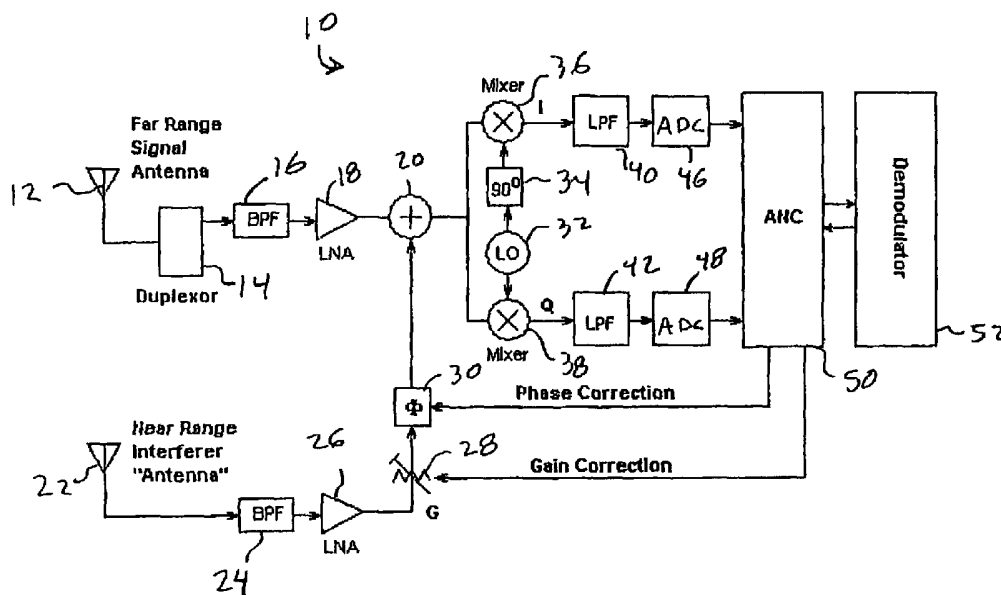 10
Mixer
36
I
LPF
40
ADC
46
Far Range
Signal
Antenna
12
16
BPF
18
LNA
20
+
90°
34
LO
32
ANC
Demodulator
14
Duplexor
Q
42
LPF
48
ADC
Mixer
38
50
52
30
Φ
Phase Correction
Near Range
Interferer
"Antenna"
22
26
28
Gain Correction
G
BPF
LNA
24